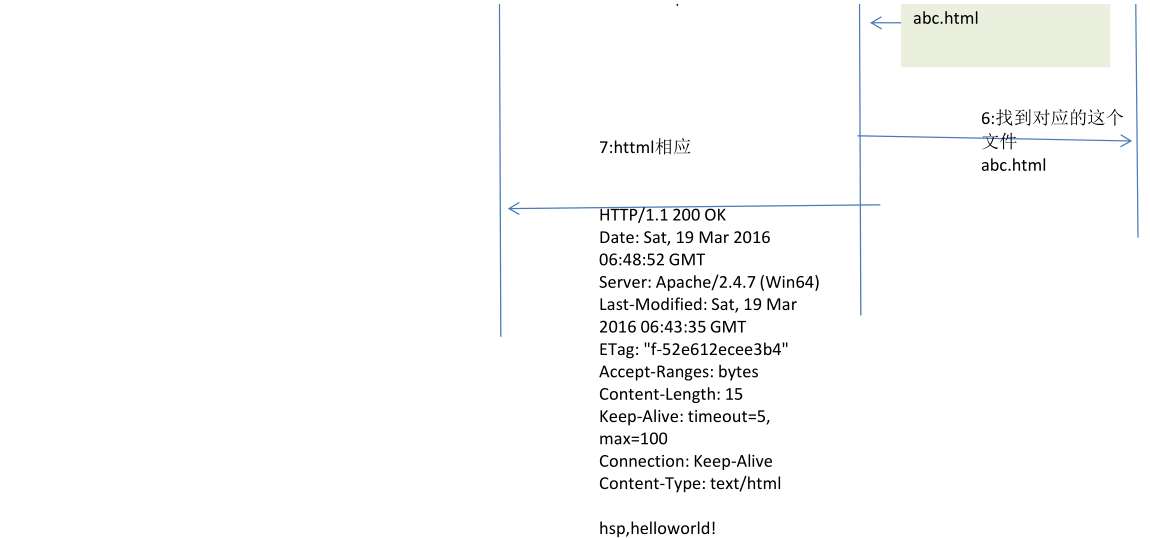 abc.html
6:找到对应的这个
文件
abc.html
7:httml相应
HTTP/1.1 200 OK
Date: Sat, 19 Mar 2016
06:48:52 GMT
Server: Apache/2.4.7 (Win64)
Last-Modified: Sat, 19 Mar
2016 06:43:35 GMT
ETag: "f-52e612ecee3b4"
Accept-Ranges: bytes
Content-Length: 15
Keep-Alive: timeout=5,
max=100
Connection: Keep-Alive
Content-Type: text/html
hsp,helloworld!